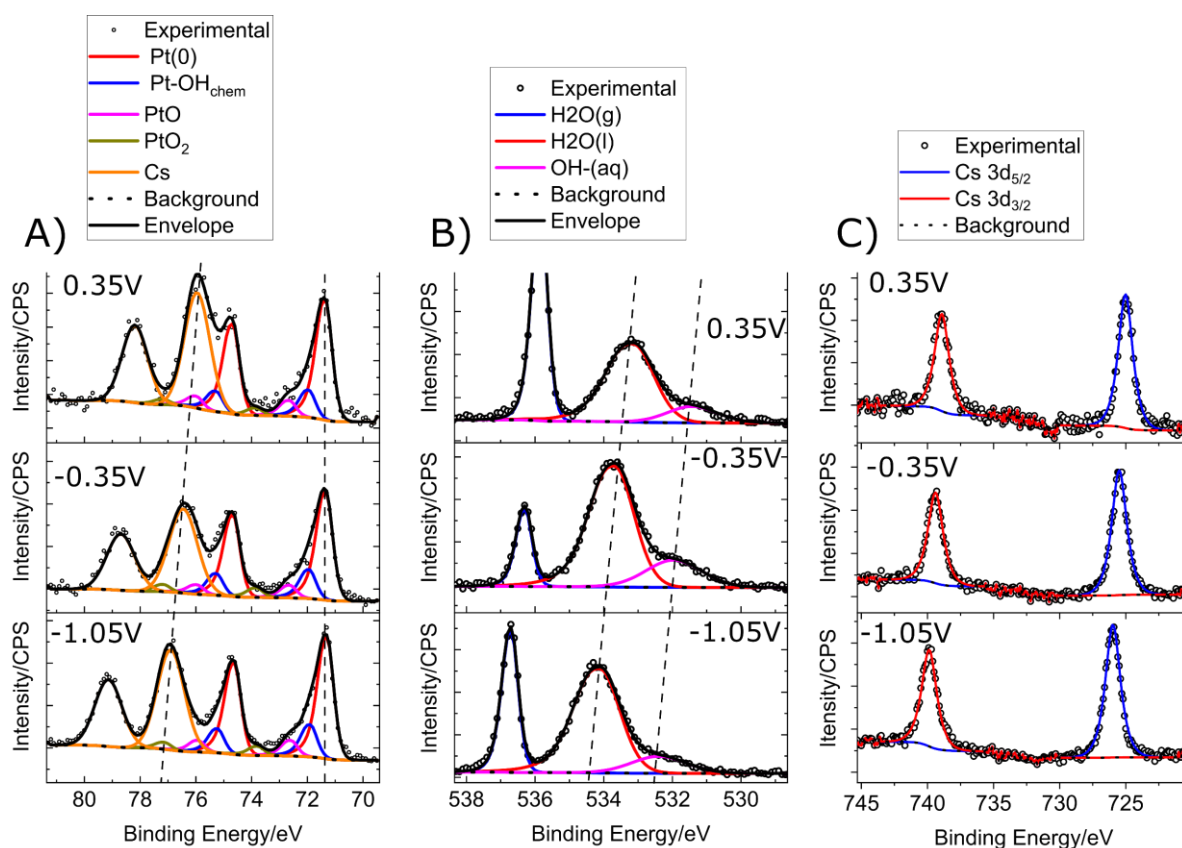 Experimental
Pt(0)
Pt-OHchem
PtO
PtO2
Cs
Background
Envelope
Experimental
H2O(g)
H2O(l)
OH-(aq)
Background
Envelope
Experimental
Cs 3d5/2
Cs 3d3/2
Background
A)
B)
C)
0.35V
-0.35V
-1.05V
Intensity/CPS
Intensity/CPS
Intensity/CPS
80 78 76 74 72 70
Binding Energy/eV
0.35V
-0.35V
-1.05V
Intensity/CPS
Intensity/CPS
Intensity/CPS
538 536 534 532 530
Binding Energy/eV
0.35V
-0.35V
-1.05V
Intensity/CPS
Intensity/CPS
Itensity/CPS
745 740 735 730 725
Binding Energy/eV